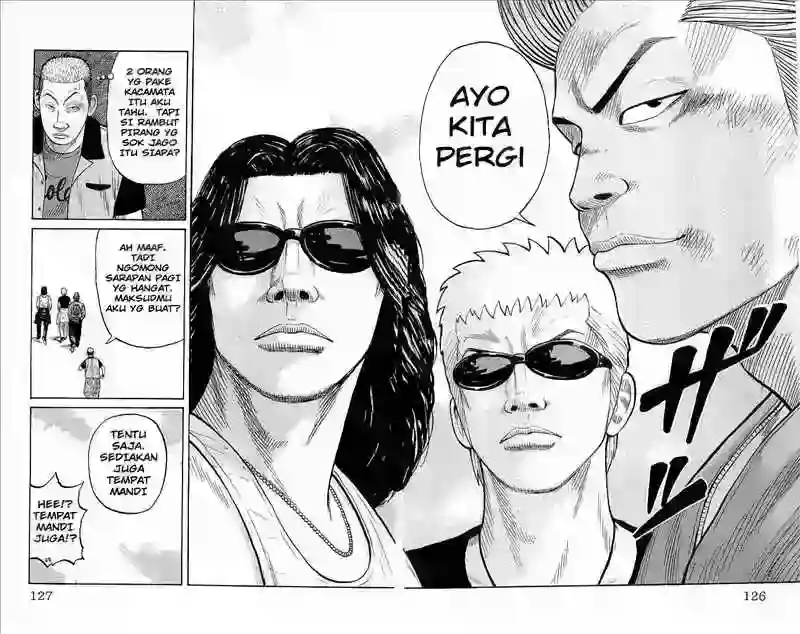 AYO
KITA
PERGI
2 ORANG
YG PAKE
KACAMATA
ITU AKU
TAHU. TAPI
SI RAMBUT
PIRANG YG
SOK JAGO
ITU SIAPA?
AH MAAF.
TADI
NGOMONG
SARAPAN PAGI
YG HANGAT.
MAKSUDMU
AKU YG BUAT?
TENTU
SAJA.
SEDIAKAN
JUGA
TEMPAT
MANDI
HEE!?
TEMPAT
MANDI
JUGA!?
127
126